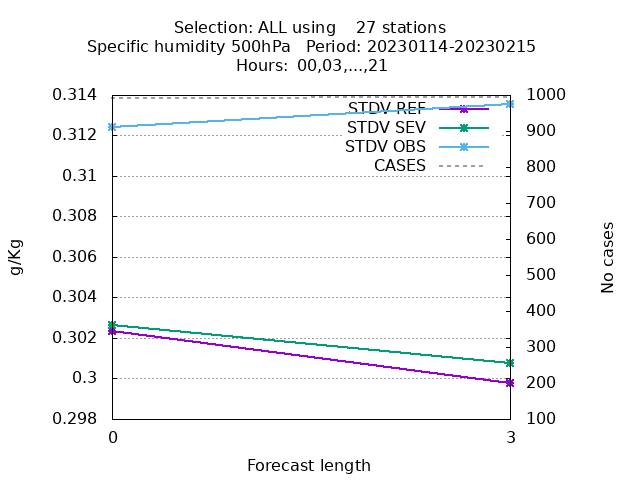 Selection: ALL using    27 stations
Specific humidity 500hPa   Period: 20230114-20230215
Hours: 00,03,...,21
0.314
0.312
0.31
0.308
0.306
0.304
0.302
0.3
0.298
1000
900
800
700
600
500
400
300
200
100
STDV REF
STDV SEV
STDV OBS
CASES
g/Kg
No cases
0
3
Forecast length